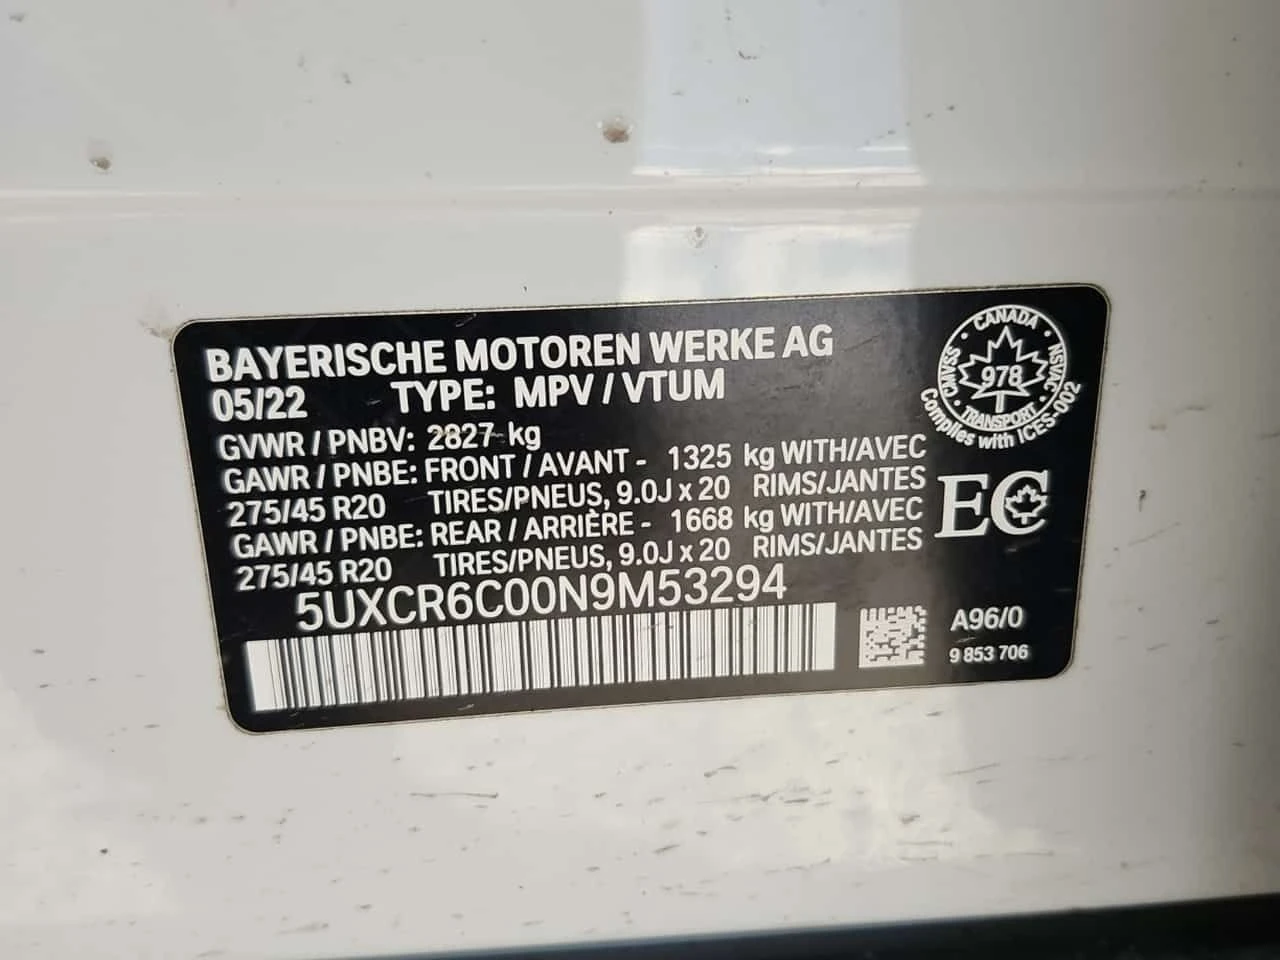 BAYERISCHE MOTOREN WERKE AG
05/22 TYPE: MPV / VTUM
GVWR / PNBV: 2827 kg
GAWR / PNBE: FRONT / AVANT - 1325 kg WITH/AVEC
275/45 R20 TIRES/PNEUS, 9.0J x 20 RIMS/JANTES
GAWR / PNBE: REAR / ARRIÈRE - 1668 kg WITH/AVEC
275/45 R20 TIRES/PNEUS, 9.0J x 20 RIMS/JANTES
5UXCR6C00N9M53294
CANADA
CMVSS
978
NSVAC
TRANSPORT
Complies with ICES-002
EC
A96/0
9 853 706